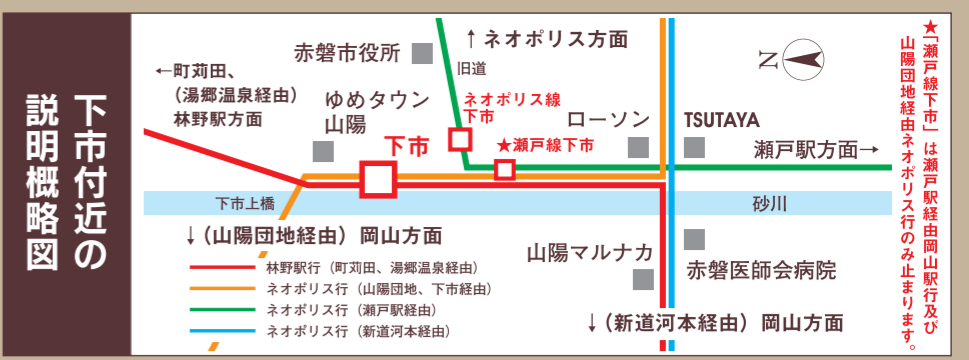 下市付近の
説明概略図
赤磐市役所
↑ネオポリス方面
旧道
←町苅田、
（湯郷温泉経由）
林野駅方面
ゆめタウン
山陽
ネオポリス線
下市
下市
★瀬戸線下市
ローソン
TSUTAYA
瀬戸駅方面→
N
下市上橋
砂川
↓（山陽団地経由）岡山方面
山陽マルナカ
赤磐医師会病院
林野駅行（町苅田、湯郷温泉経由）
ネオポリス行（山陽団地、下市経由）
ネオポリス行（瀬戸駅経由）
ネオポリス行（新道河本経由）
↓（新道河本経由）岡山方面
★「瀬戸線下市」は瀬戸駅経由岡山駅行及び
山陽団地経由ネオポリス行のみ止まります。